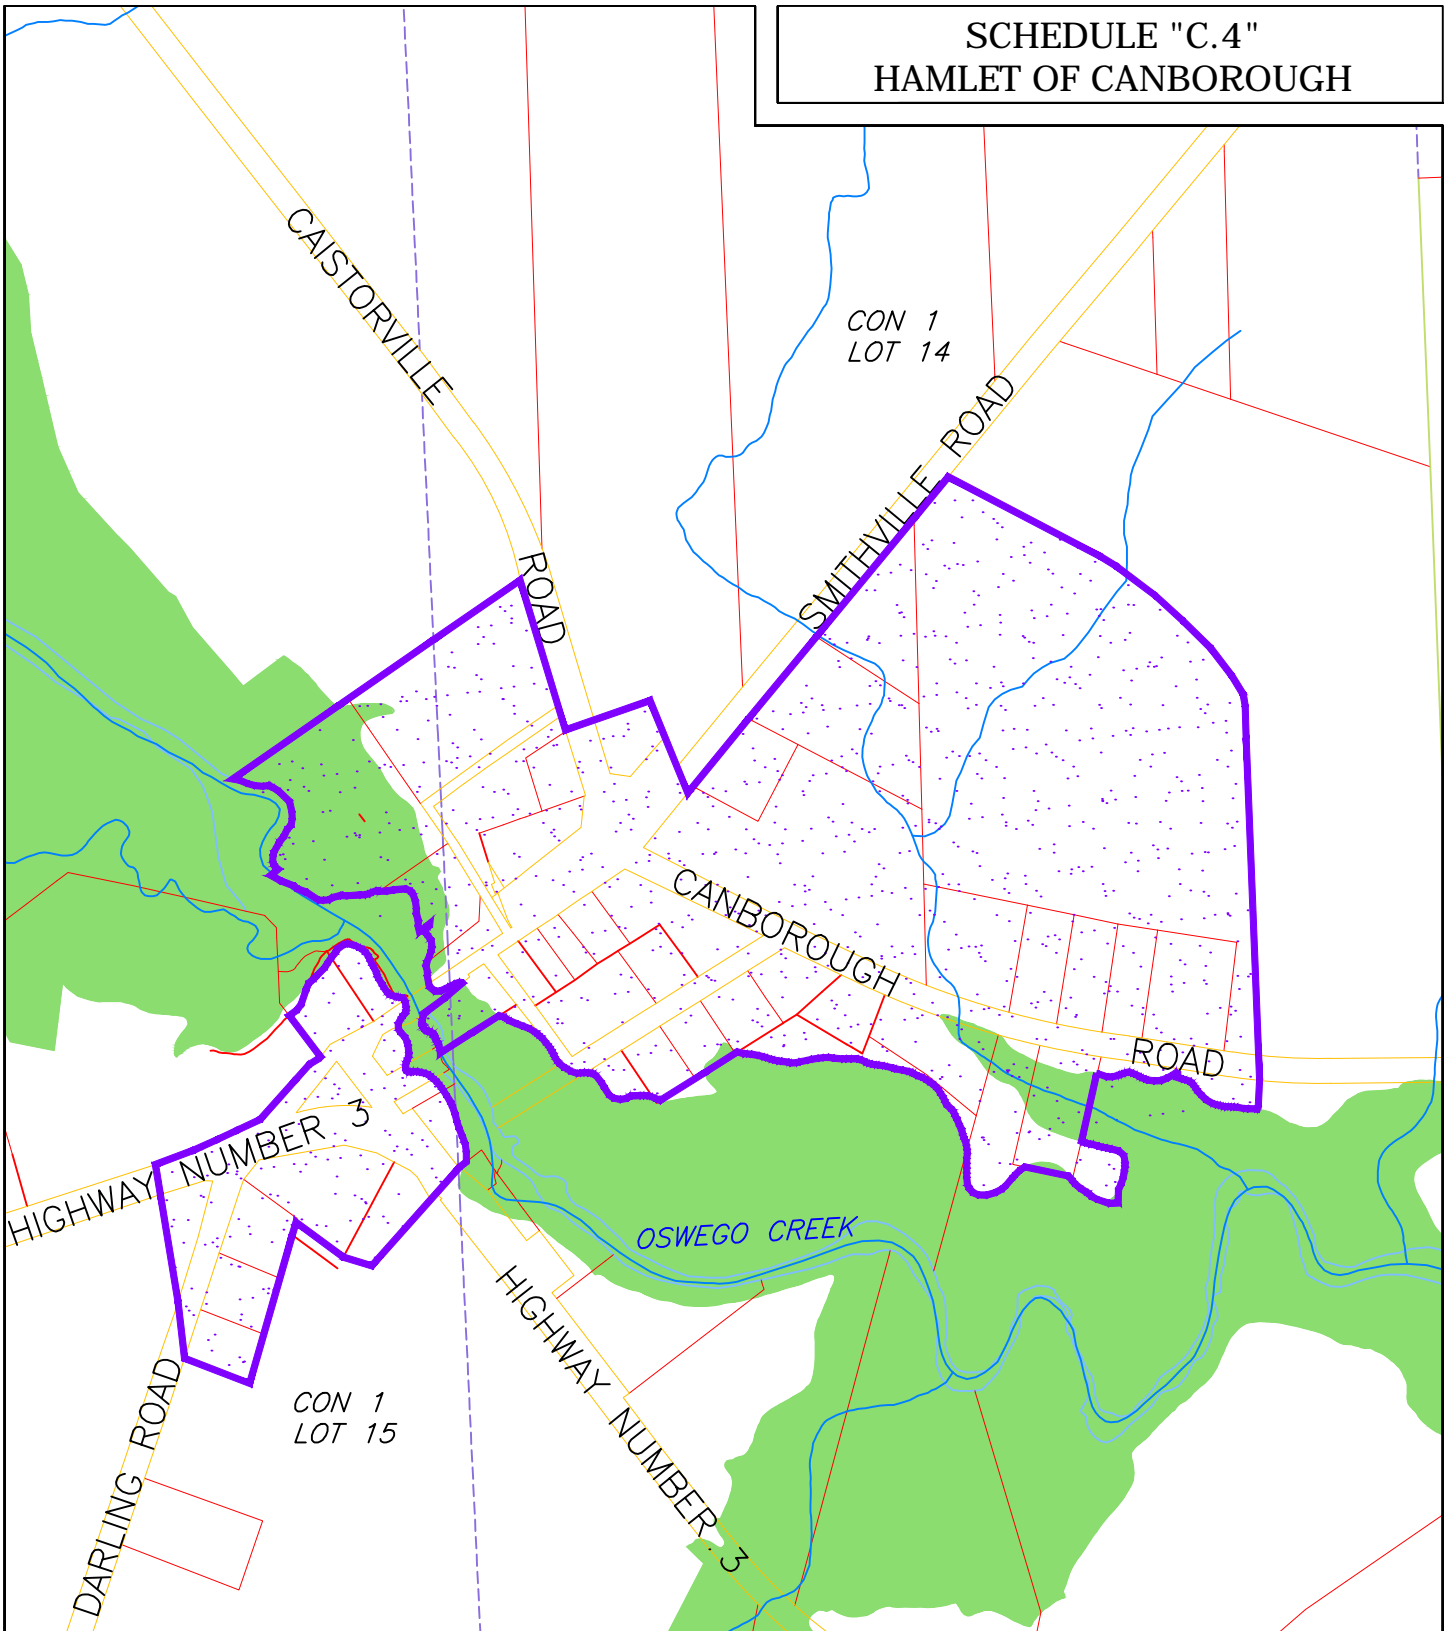 SCHEDULE "C.4"
HAMLET OF CANBOROUGH
CAISTORVILLE
ROAD
CON 1
LOT 14
SMITHVILLE ROAD
CANBOROUGH
ROAD
HIGHWAY NUMBER 3
OSWEGO CREEK
HIGHWAY NUMBER 3
CON 1
LOT 15
DARLING ROAD